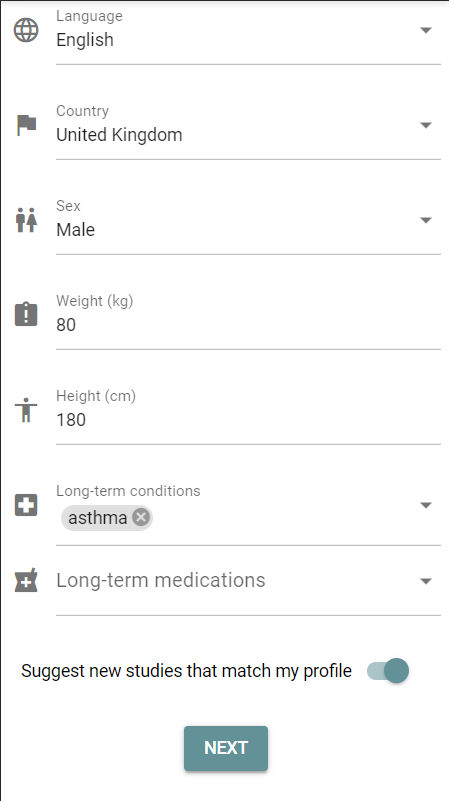 Language
English
Country
United Kingdom
Sex
Male
Weight (kg)
80
Height (cm)
180
Long-term conditions
asthma
Long-term medications
Suggest new studies that match my profile
NEXT